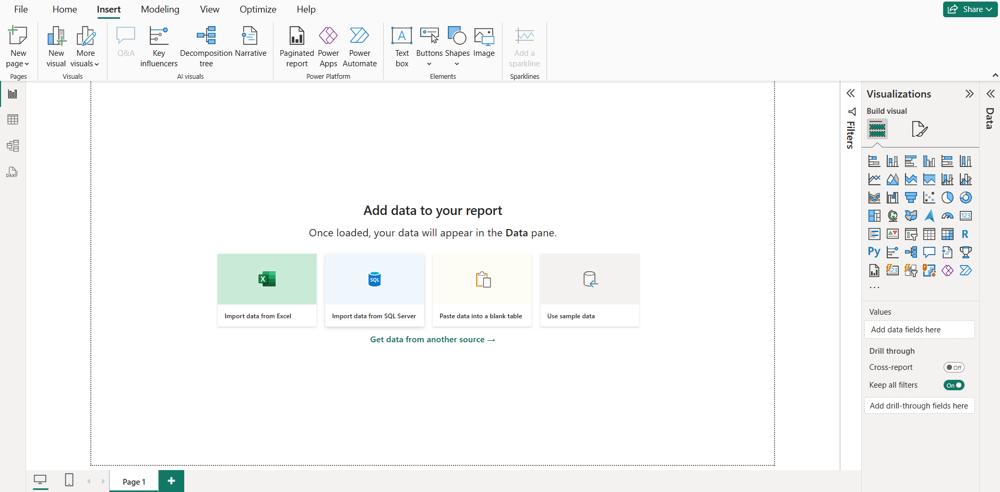 File Home Insert Modeling View Optimize Help Share
New page
New visual
More visuals
Q&A
Key influencers
Decomposition tree
Narrative
Paginated report
Power Apps
Power Automate
Text box
Buttons
Shapes
Image
Add a sparkline
Pages Visuals AI visuals Power Platform Elements Sparklines
DAX
Add data to your report
Once loaded, your data will appear in the Data pane.
X
SQL
Import data from Excel
Import data from SQL Server
Paste data into a blank table
Use sample data
Get data from another source →
Filters
Visualizations
Build visual
123
R
Py
123
...
Values
Add data fields here
Drill through
Cross-report Off
Keep all filters On
Add drill-through fields here
Data
Page 1